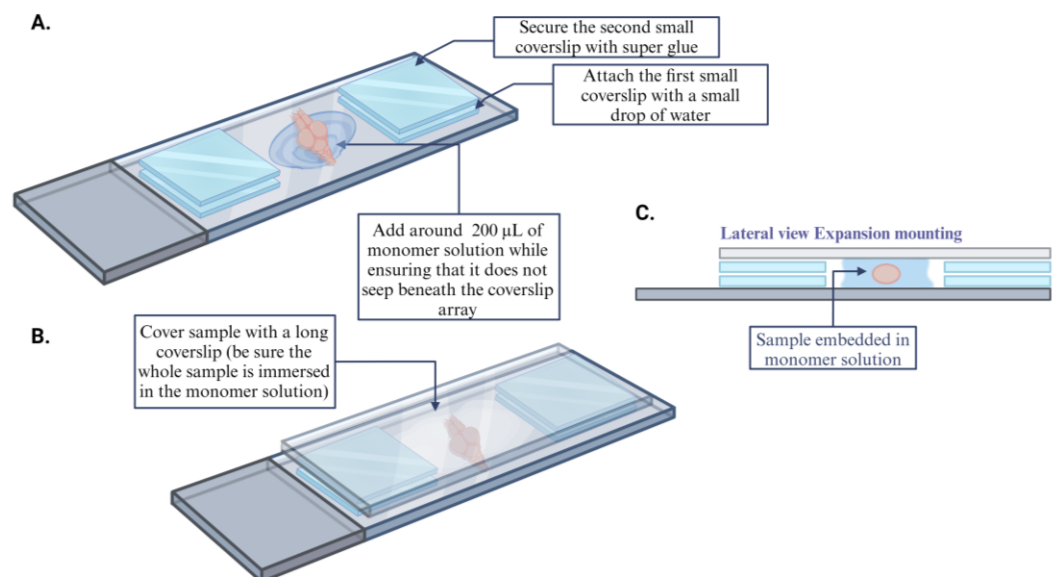 A.
Secure the second small
coverslip with super glue
Attach the first small
coverslip with a small
drop of water
Add around 200 µL of
monomer solution while
ensuring that it does not
seep beneath the coverslip
array
B.
Cover sample with a long
coverslip (be sure the
whole sample is immersed
in the monomer solution)
C.
Lateral view Expansion mounting
Sample embedded in
monomer solution